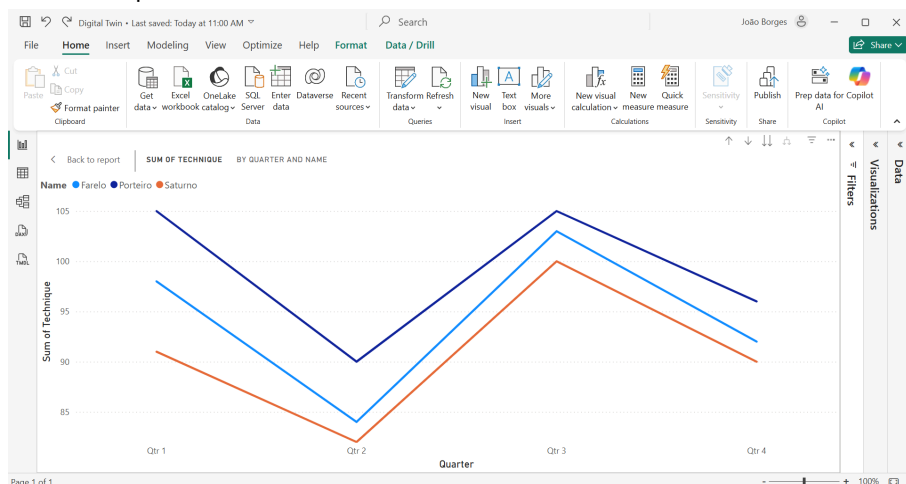 Digital Twin • Last saved: Today at 11:00 AM
Search
João Borges
File Home Insert Modeling View Optimize Help Format Data / Drill
Share
Paste
Cut
Copy
Format painter
Clipboard
Get data
Excel workbook
OneLake catalog
SQL Server
Enter data
Dataverse
Recent sources
Data
Transform data
Refresh
Queries
New visual
Text box
More visuals
Insert
New visual calculation
New measure
Quick measure
Calculations
Sensitivity
Sensitivity
Publish
Share
Prep data for AI
Copilot
Copilot
Back to report
SUM OF TECHNIQUE BY QUARTER AND NAME
Name Farelo Porteiro Saturno
Filters
Visualizations
Data
DAX
TMDL
Sum of Technique
105
100
95
90
85
Qtr 1 Qtr 2 Qtr 3 Qtr 4
Quarter
Page 1 of 1
- + 100%